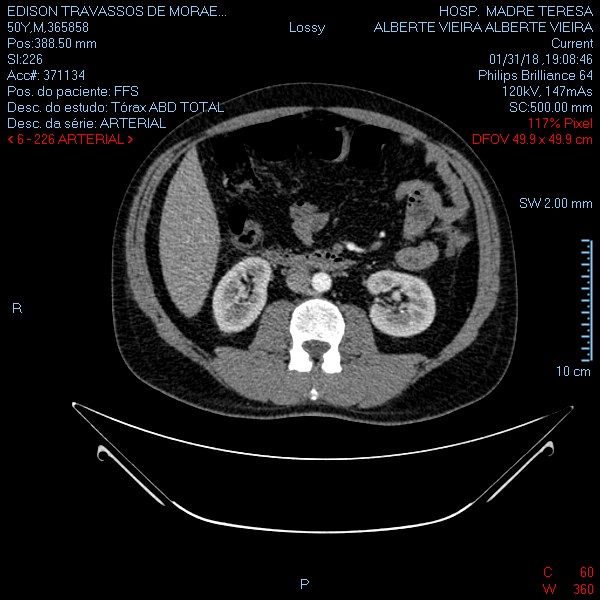 EDISON TRAVASSOS DE MORAE...
50Y,M,365858
Pos:388.50 mm
Sl:226
Acc#: 371134
Pos. do paciente: FFS
Desc. do estudo: Tórax ABD TOTAL
Desc. da série: ARTERIAL
< 6 - 226 ARTERIAL >
Lossy
HOSP. MADRE TERESA
ALBERTE VIEIRA ALBERTE VIEIRA
Current
01/31/18 ,19:08:46
Philips Brilliance 64
120kV, 147mAs
SC:500.00 mm
117% Pixel
DFOV 49.9 x 49.9 cm
SW 2.00 mm
R
10 cm
P
C 60
W 360